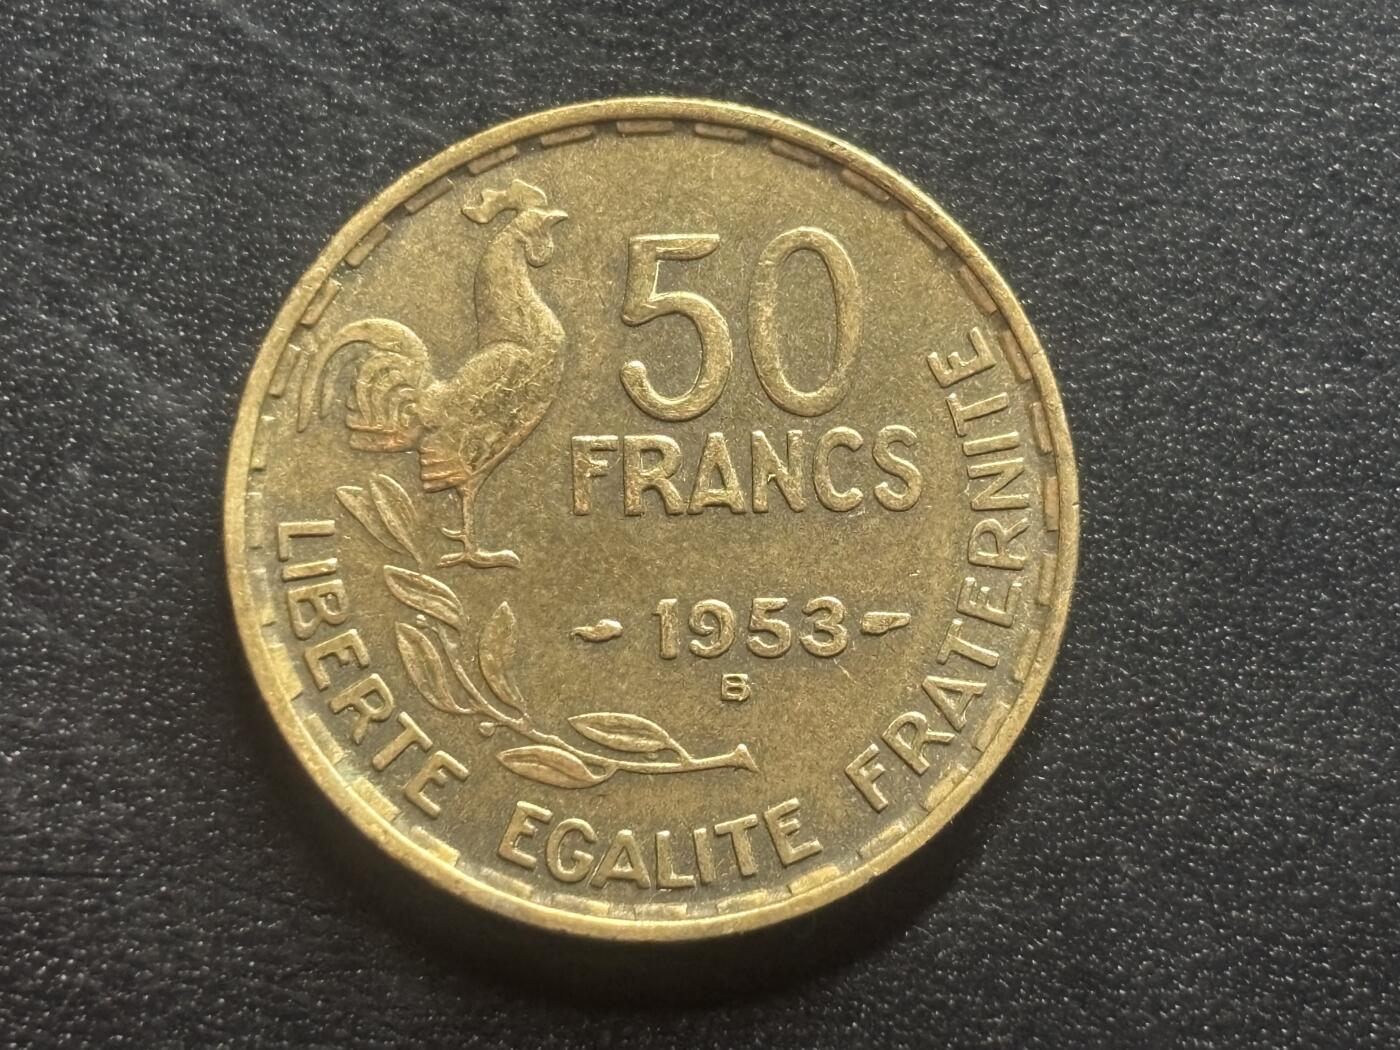 50
FRANCS
- 1953 -
B
LIBERTE EGALITE FRATERNITE